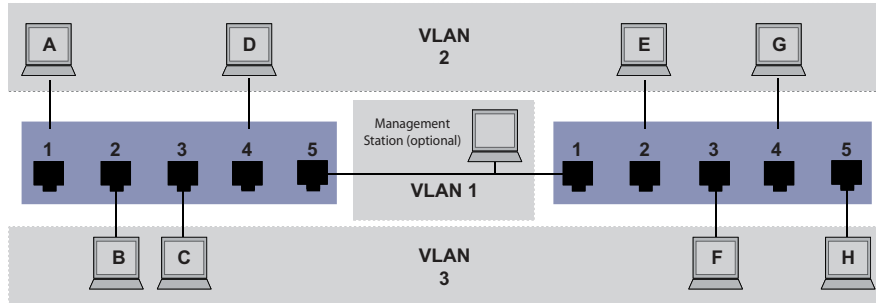 A
D
VLAN
2
E
G
1
2
3
4
5
Management
Station (optional)
VLAN 1
1
2
3
4
5
B
C
VLAN
3
F
H